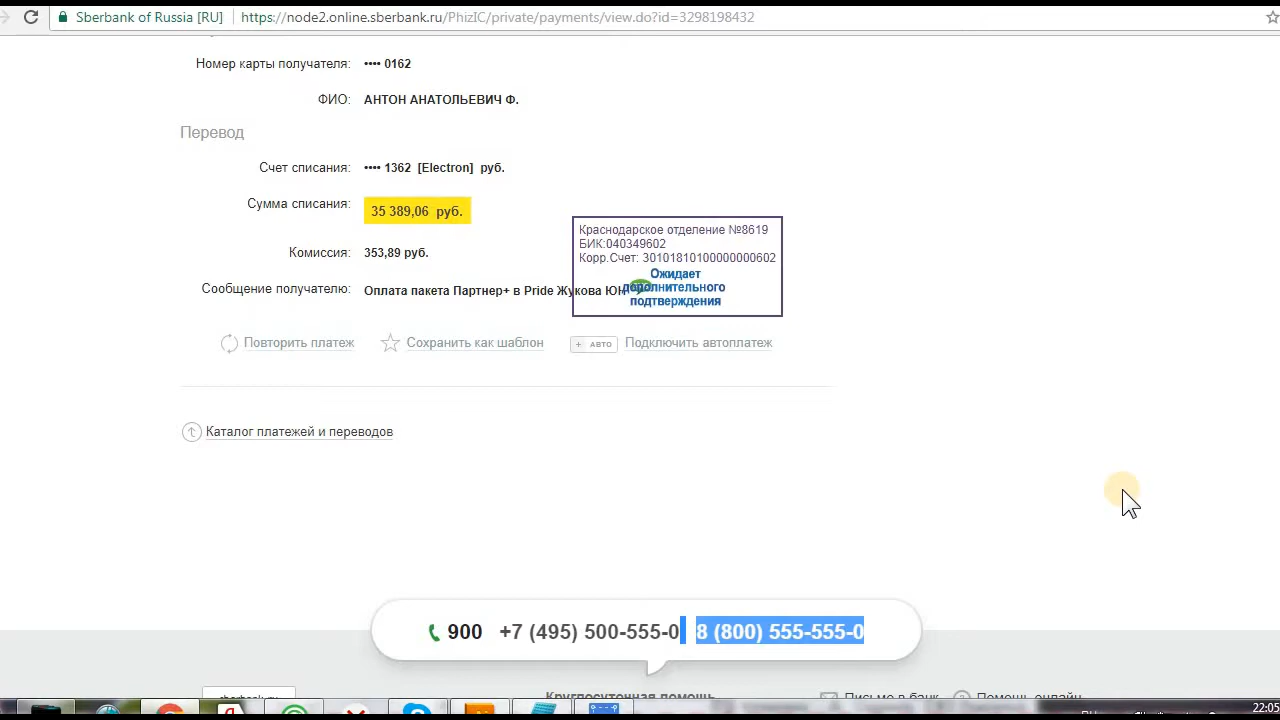 Sberbank of Russia [RU] https://node2.online.sberbank.ru/PhizIC/private/payments/view.do?id=3298198432
Номер карты получателя: •••• 0162
ФИО: АНТОН АНАТОЛЬЕВИЧ Ф.
Перевод
Счет списания: •••• 1362 [Electron] руб.
Сумма списания: 35 389,06 руб.
Комиссия: 353,89 руб.
Сообщение получателю: Оплата пакета Партнер+ в Pride Жукова ЮН
Краснодарское отделение №8619
БИК:040349602
Корр.Счет: 30101810100000000602
Ожидает
дополнительного
подтверждения
Повторить платеж Сохранить как шаблон + АВТО Подключить автоплатеж
Каталог платежей и переводов
900 +7 (495) 500-555-0 8 (800) 555-555-0
Круглосуточная помощь Письмо в банк Помощь онлайн
22:05